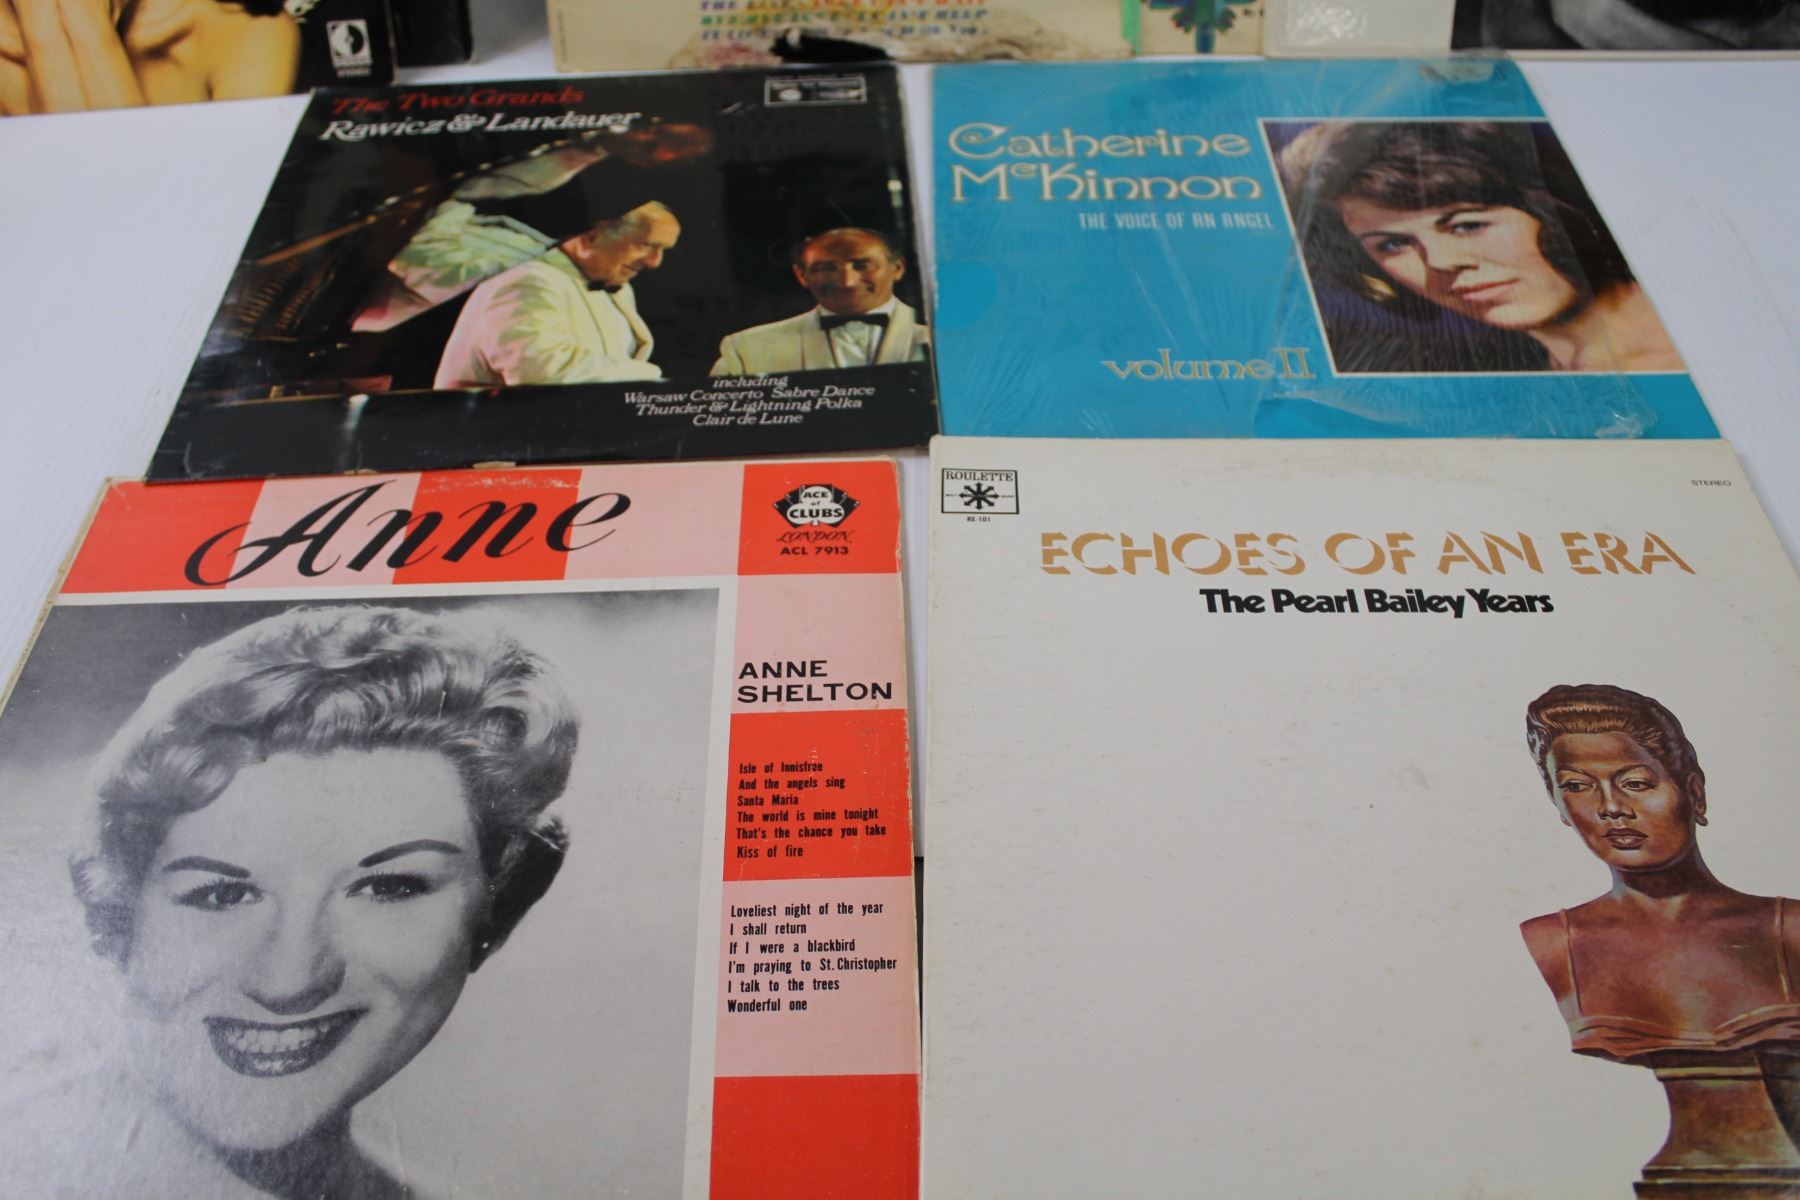 The Two Grands
Rawicz & Landauer
including
Warsaw Concerto Sabre Dance
Thunder & Lightning Polka
Clair de Lune
Catherine
McKinnon
THE VOICE OF AN ANGEL
volume II
Anne
ACE
of
CLUBS
LONDON
ACL 7913
ANNE
SHELTON
Isle of Innisfree
And the angels sing
Santa Maria
The world is mine tonight
That's the chance you take
Kiss of fire
Loveliest night of the year
I shall return
If I were a blackbird
I'm praying to St. Christopher
I talk to the trees
Wonderful one
ROULETTE
RE-101
STEREO
ECHOES OF AN ERA
The Pearl Bailey Years